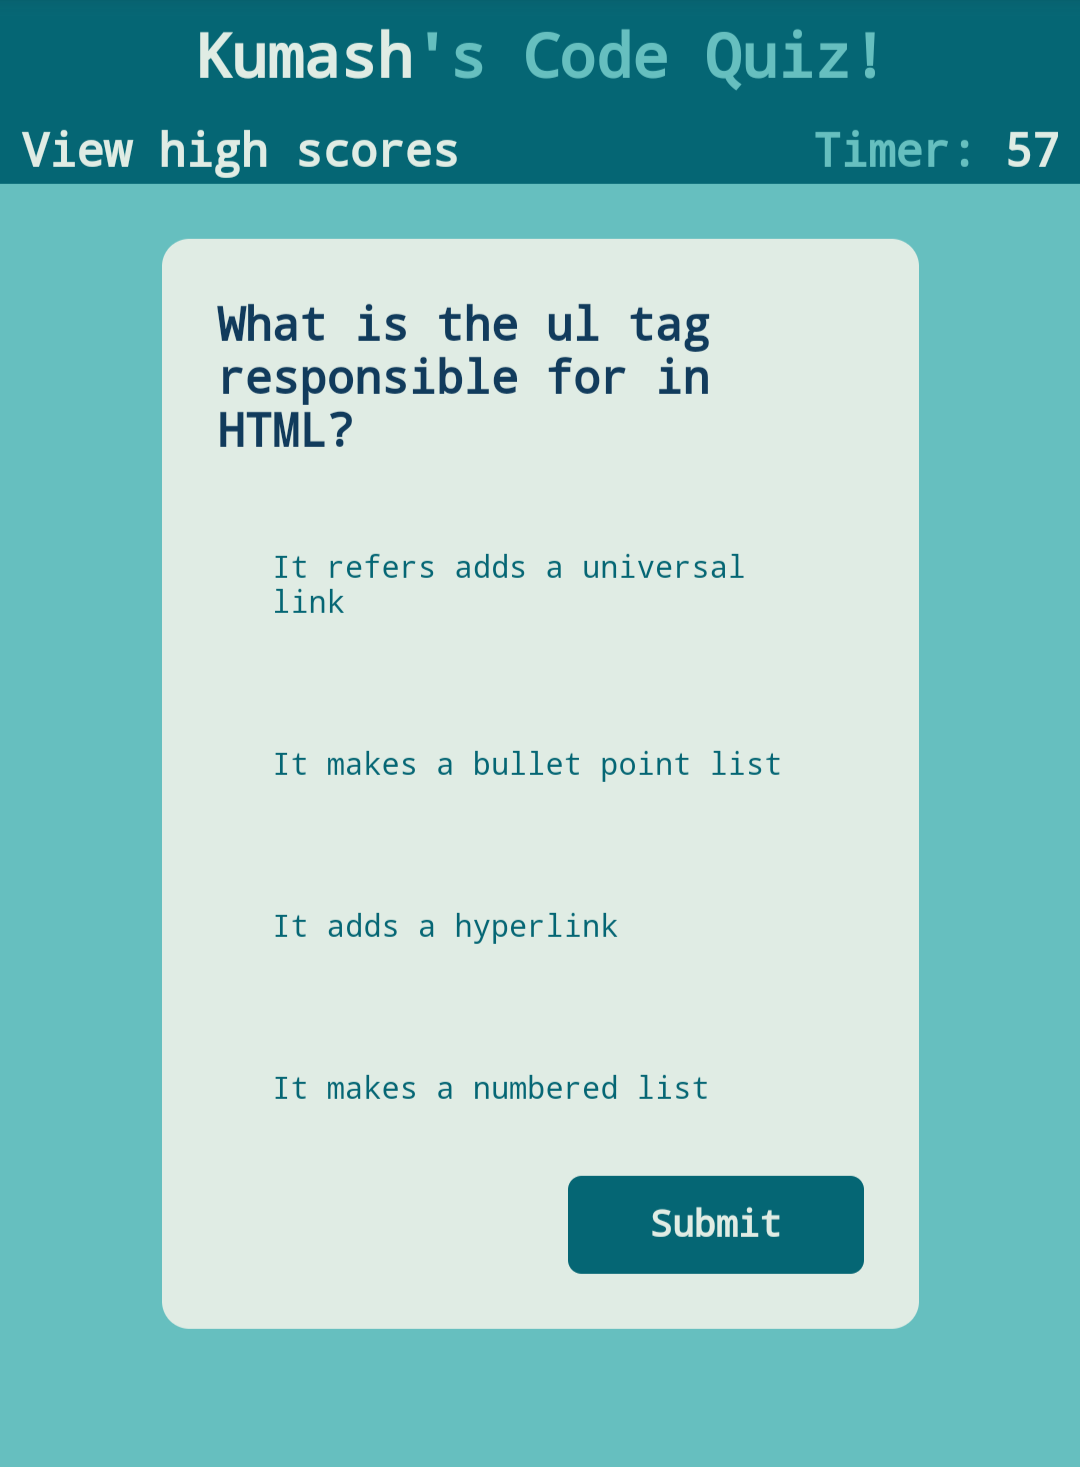 Kumash's Code Quiz!
View high scores
Timer: 57
What is the ul tag
responsible for in
HTML?
It refers adds a universal
link
It makes a bullet point list
It adds a hyperlink
It makes a numbered list
Submit